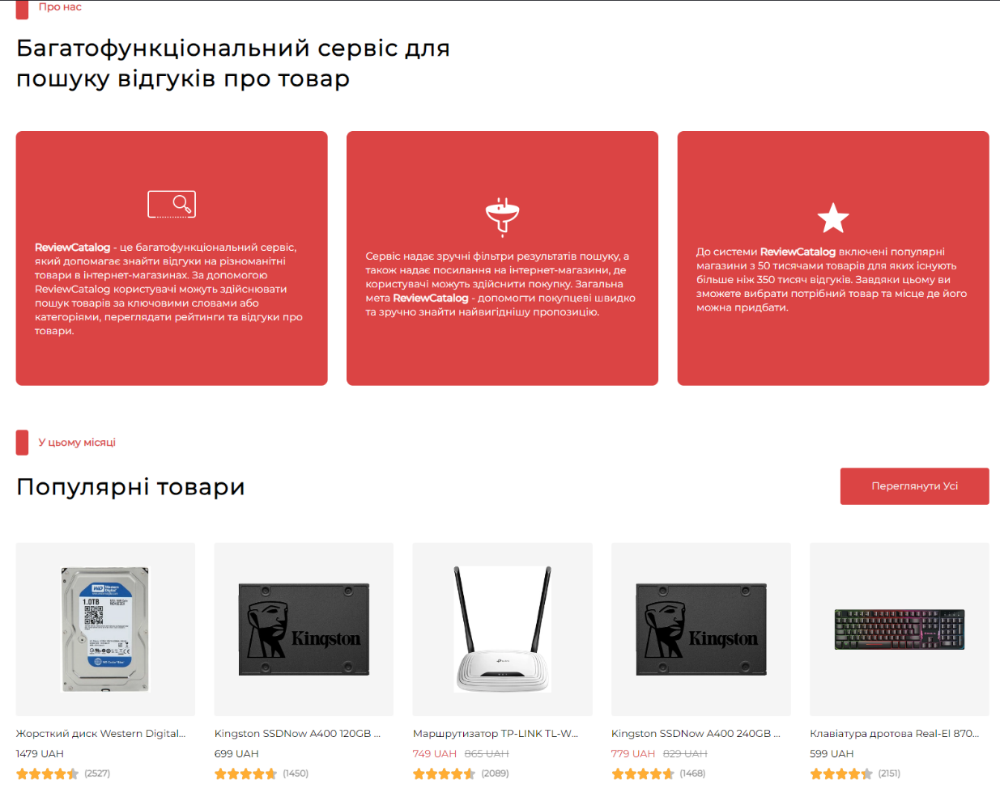 Про нас
Багатофункціональний сервіс для
пошуку відгуків про товар
ReviewCatalog - це багатофункціональний сервіс,
який допомагає знайти відгуки на різноманітні
товари в інтернет-магазинах. За допомогою
ReviewCatalog користувачі можуть здійснювати
пошук товарів за ключовими словами або
категоріями, переглядати рейтинги та відгуки про
товари.
Сервіс надає зручні фільтри результатів пошуку, а
також надає посилання на інтернет-магазини, де
користувачі можуть здійснити покупку. Загальна
мета ReviewCatalog - допомогти покупцеві швидко
та зручно знайти найвигіднішу пропозицію.
До системи ReviewCatalog включені популярні
магазини з 50 тисячами товарів для яких існують
більше ніж 350 тисяч відгуків. Завдяки цьому ви
зможете вибрати потрібний товар та місце де його
можна придбати.
У цьому місяці
Популярні товари
Переглянути Усі
WD Western Digital
1.0TB
Kingston
Kingston
Жорсткий диск Western Digital...
1479 UAH
(2527)
Kingston SSDNow A400 120GB ...
699 UAH
(1450)
Маршрутизатор TP-LINK TL-W...
749 UAH 865 UAH
(2089)
Kingston SSDNow A400 240GB ...
779 UAH 829 UAH
(1468)
Клавіатура дротова Real-El 870...
599 UAH
(2151)